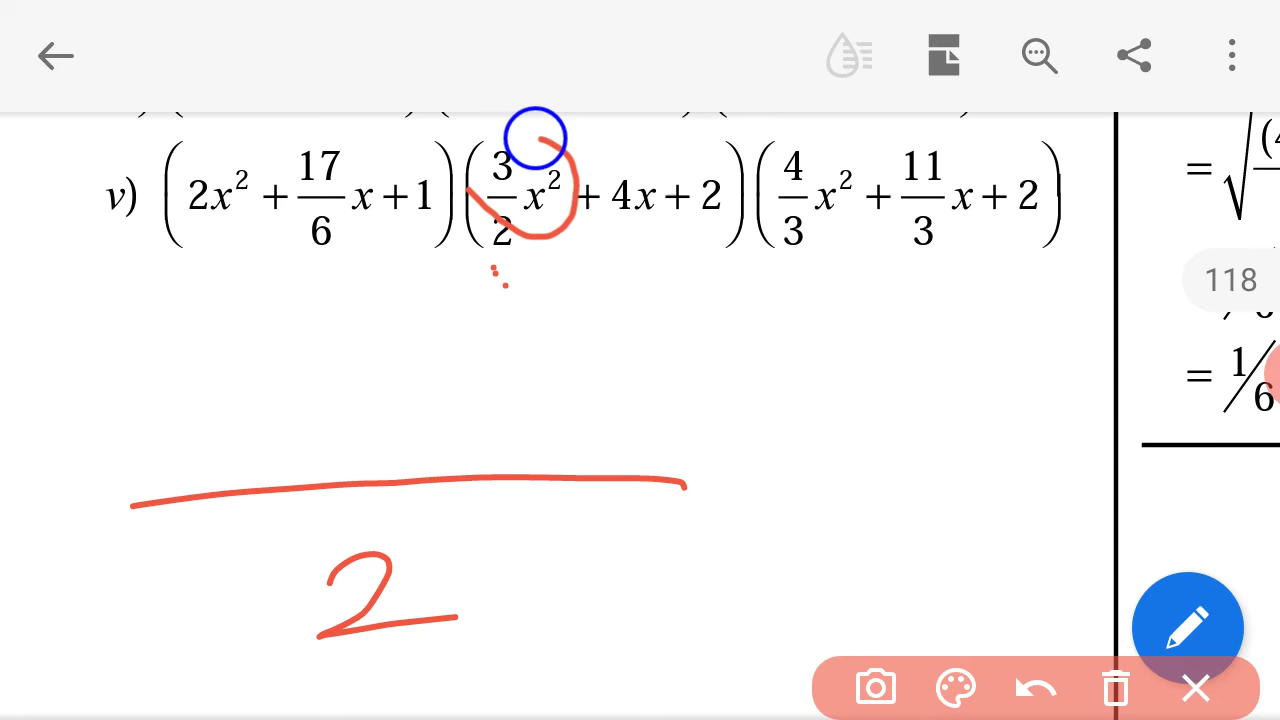 v) (2x² + 17/6 x + 1)(3/2 x² + 4x + 2)(4/3 x² + 11/3 x + 2)
2
= √(4
118
= 1/6